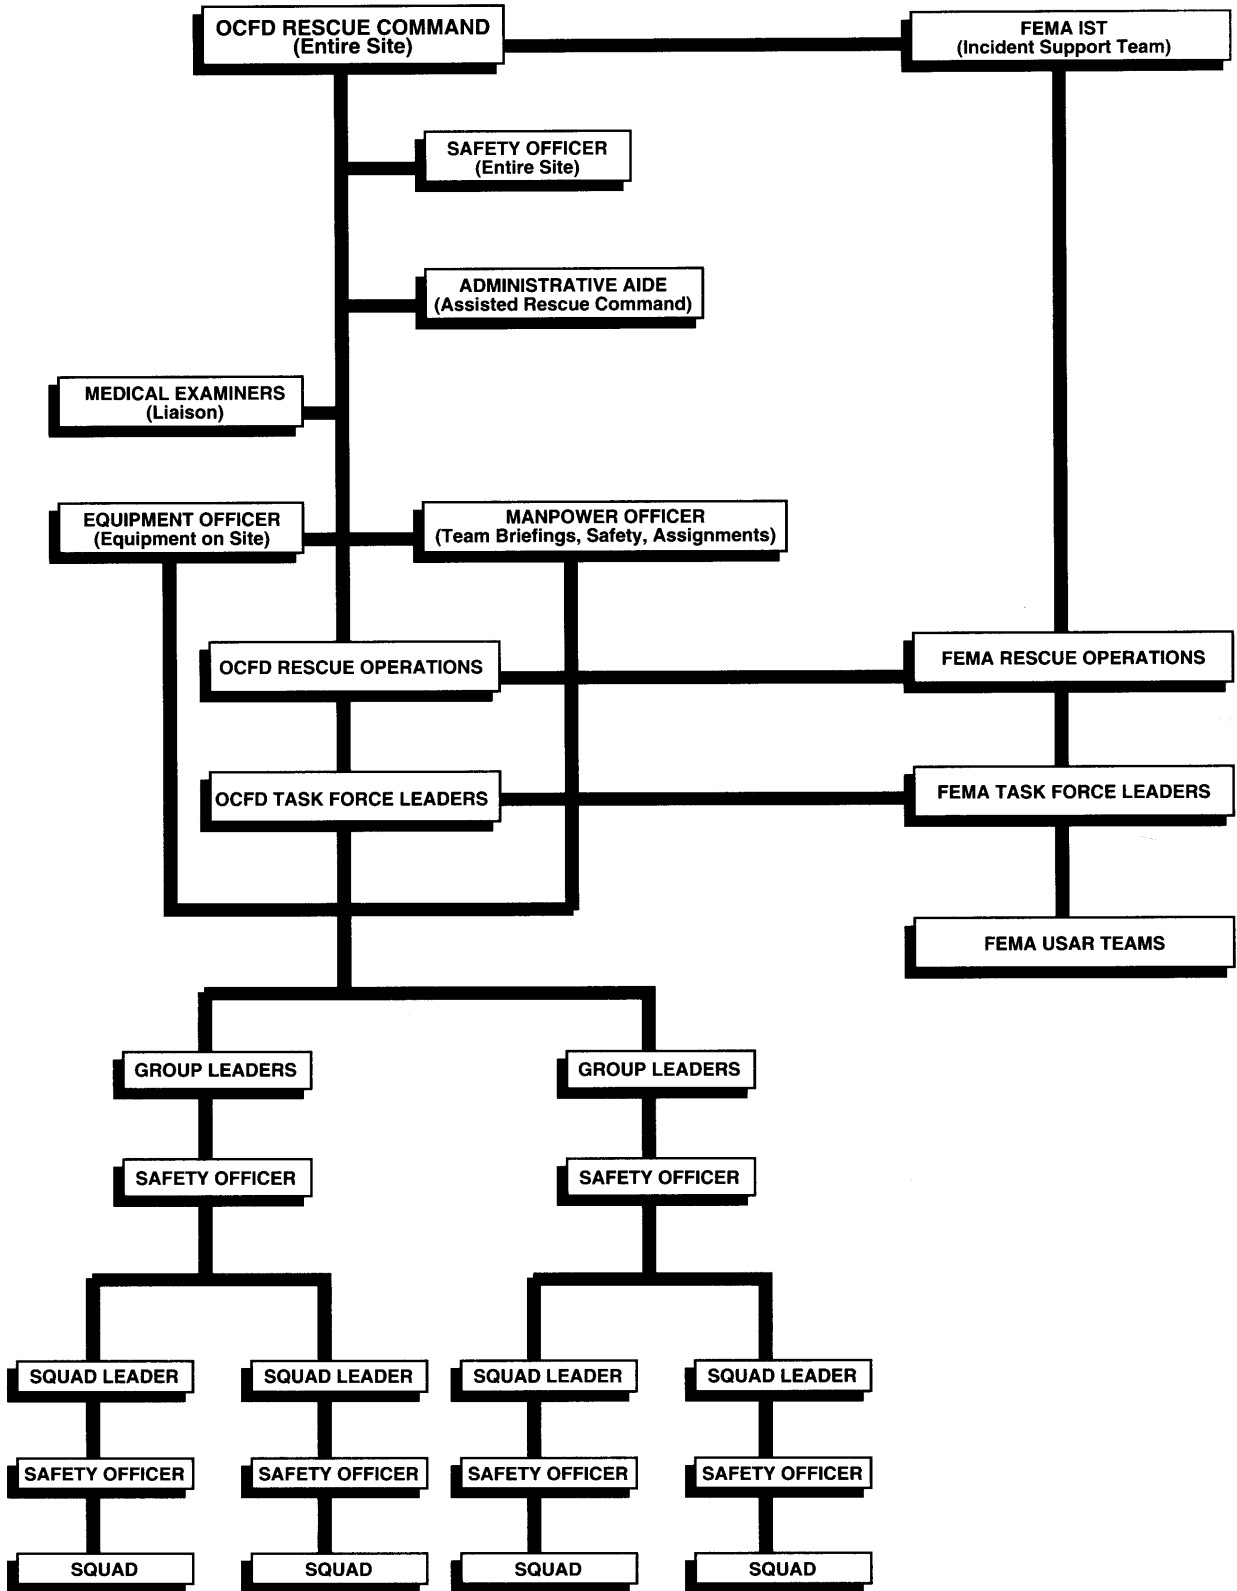 OCFD RESCUE COMMAND
(Entire Site)
FEMA IST
(Incident Support Team)
SAFETY OFFICER
(Entire Site)
ADMINISTRATIVE AIDE
(Assisted Rescue Command)
MEDICAL EXAMINERS
(Liaison)
EQUIPMENT OFFICER
(Equipment on Site)
MANPOWER OFFICER
(Team Briefings, Safety, Assignments)
OCFD RESCUE OPERATIONS
FEMA RESCUE OPERATIONS
OCFD TASK FORCE LEADERS
FEMA TASK FORCE LEADERS
FEMA USAR TEAMS
GROUP LEADERS
GROUP LEADERS
SAFETY OFFICER
SAFETY OFFICER
SQUAD LEADER
SQUAD LEADER
SQUAD LEADER
SQUAD LEADER
SAFETY OFFICER
SAFETY OFFICER
SAFETY OFFICER
SAFETY OFFICER
SQUAD
SQUAD
SQUAD
SQUAD